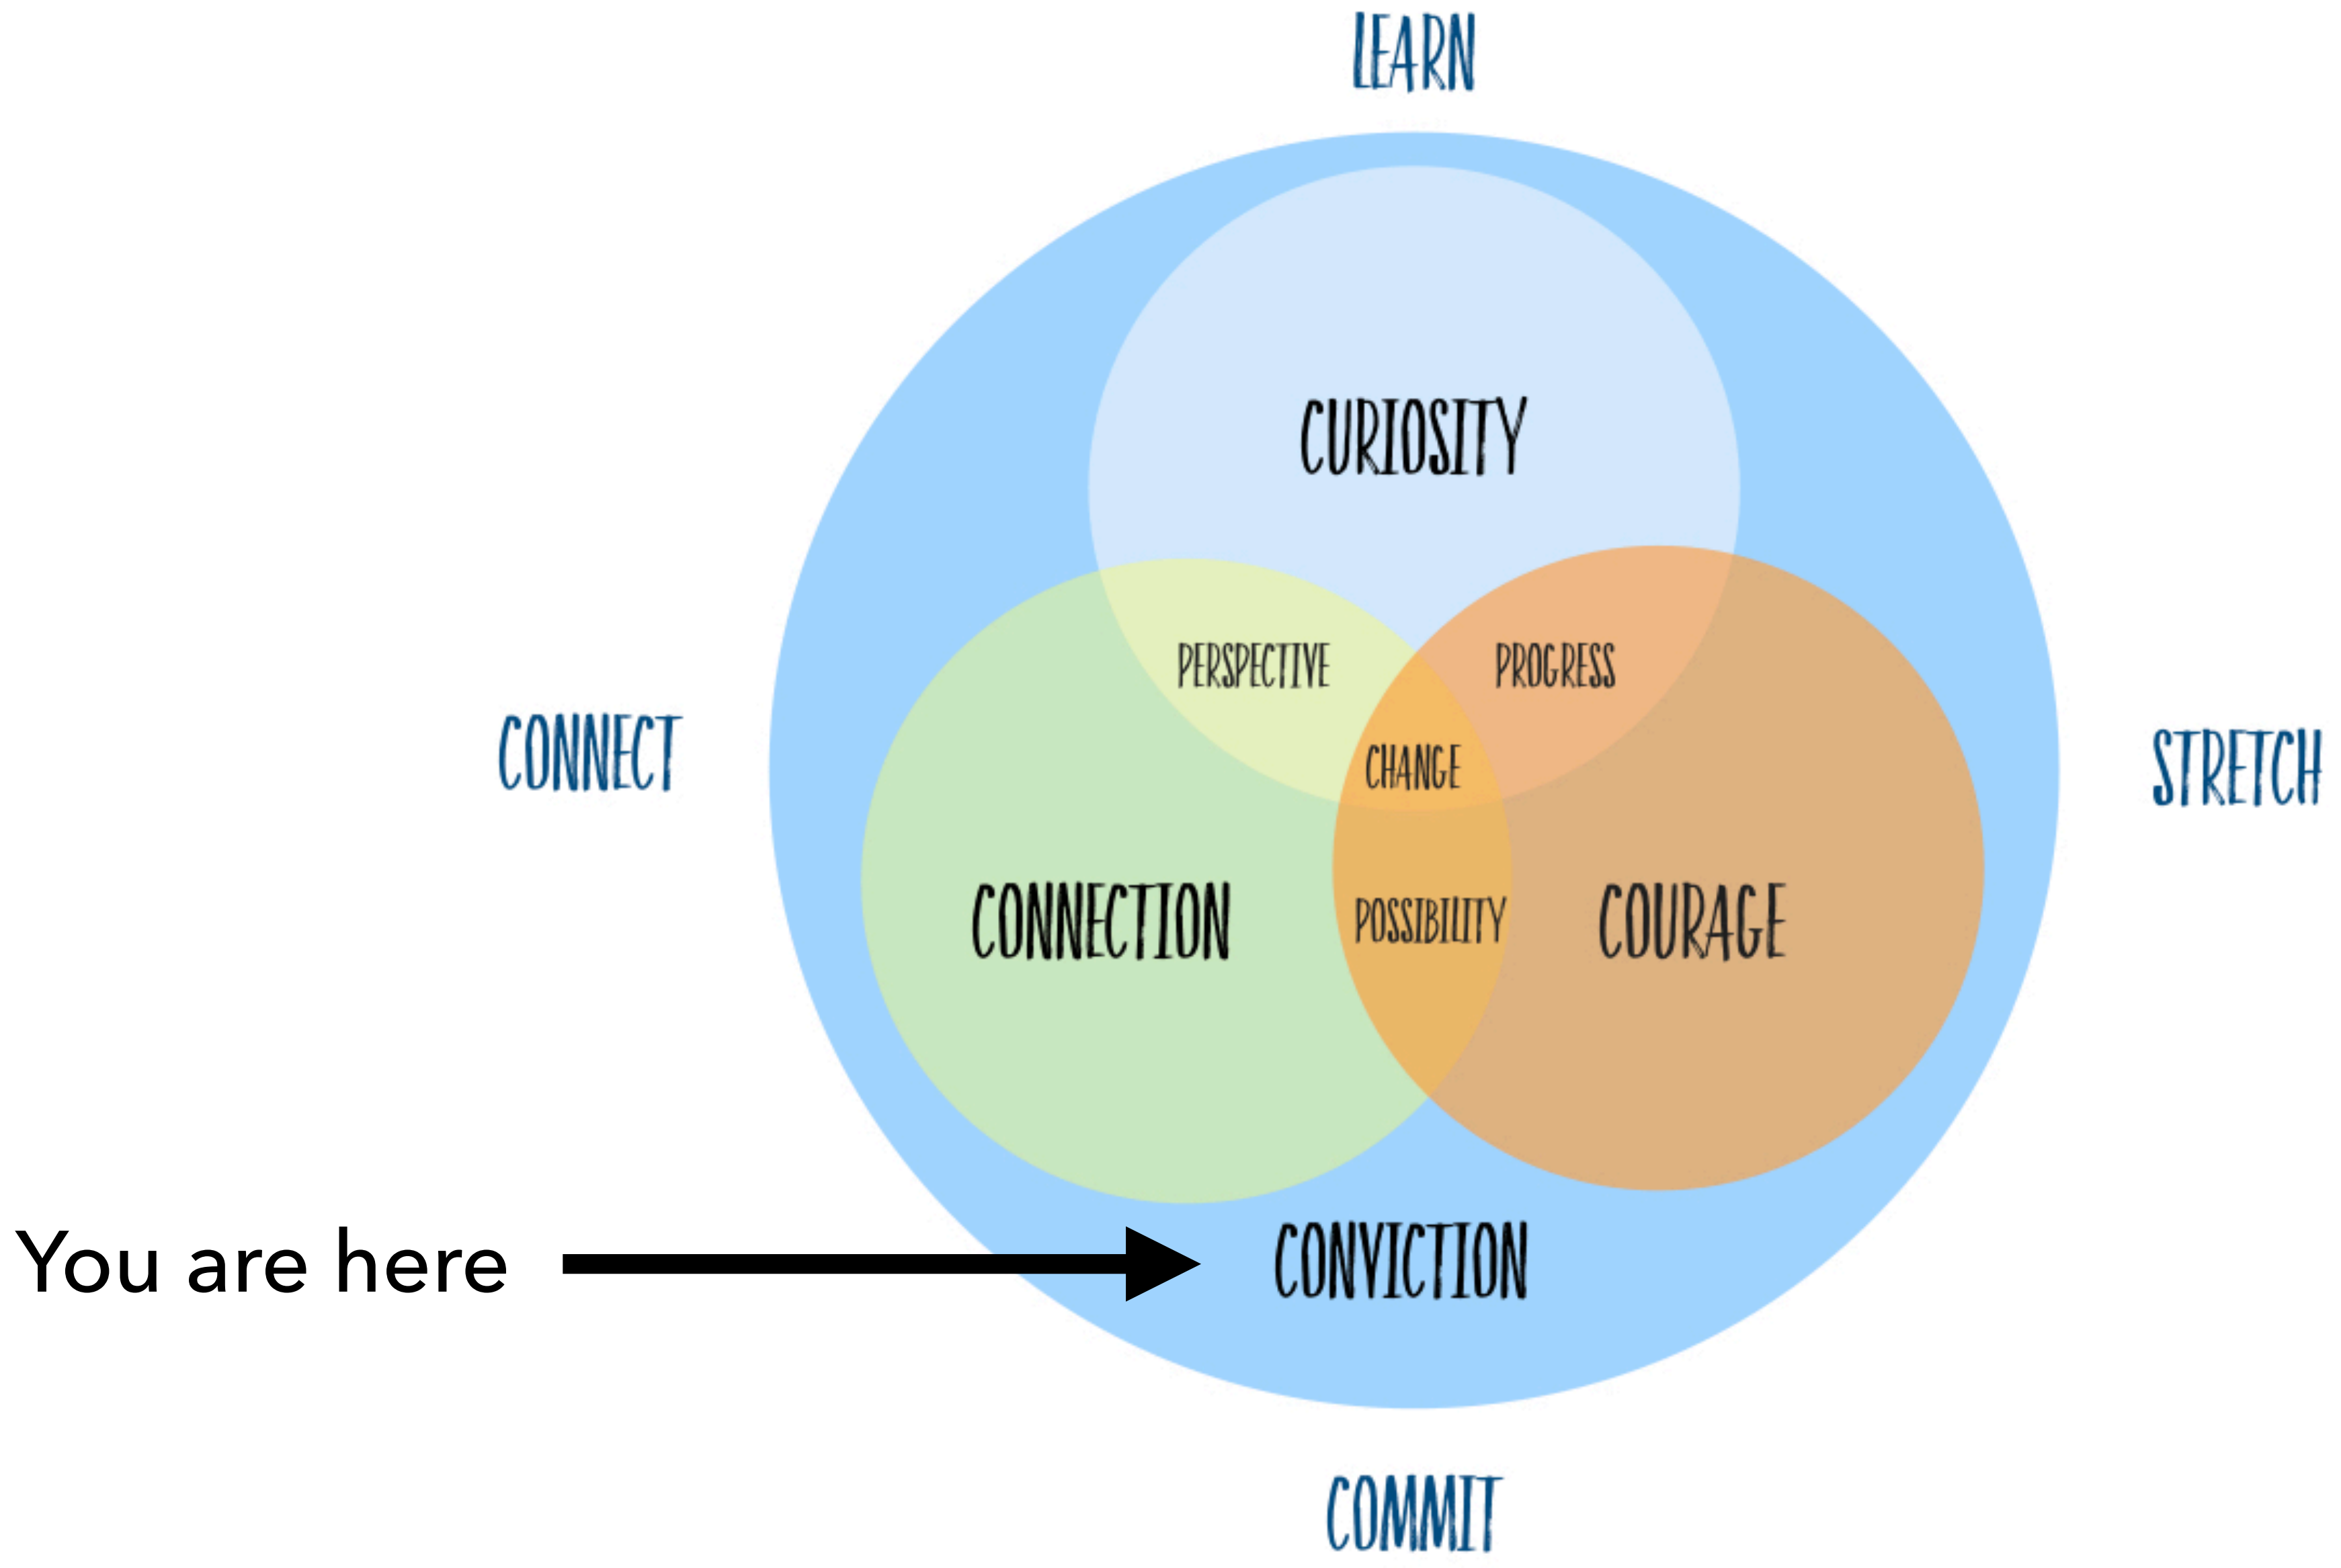 LEARN
CURIOSITY
PERSPECTIVE
PROGRESS
CONNECT
STRETCH
CHANGE
CONNECTION
POSSIBILITY
COURAGE
You are here
CONVICTION
COMMIT